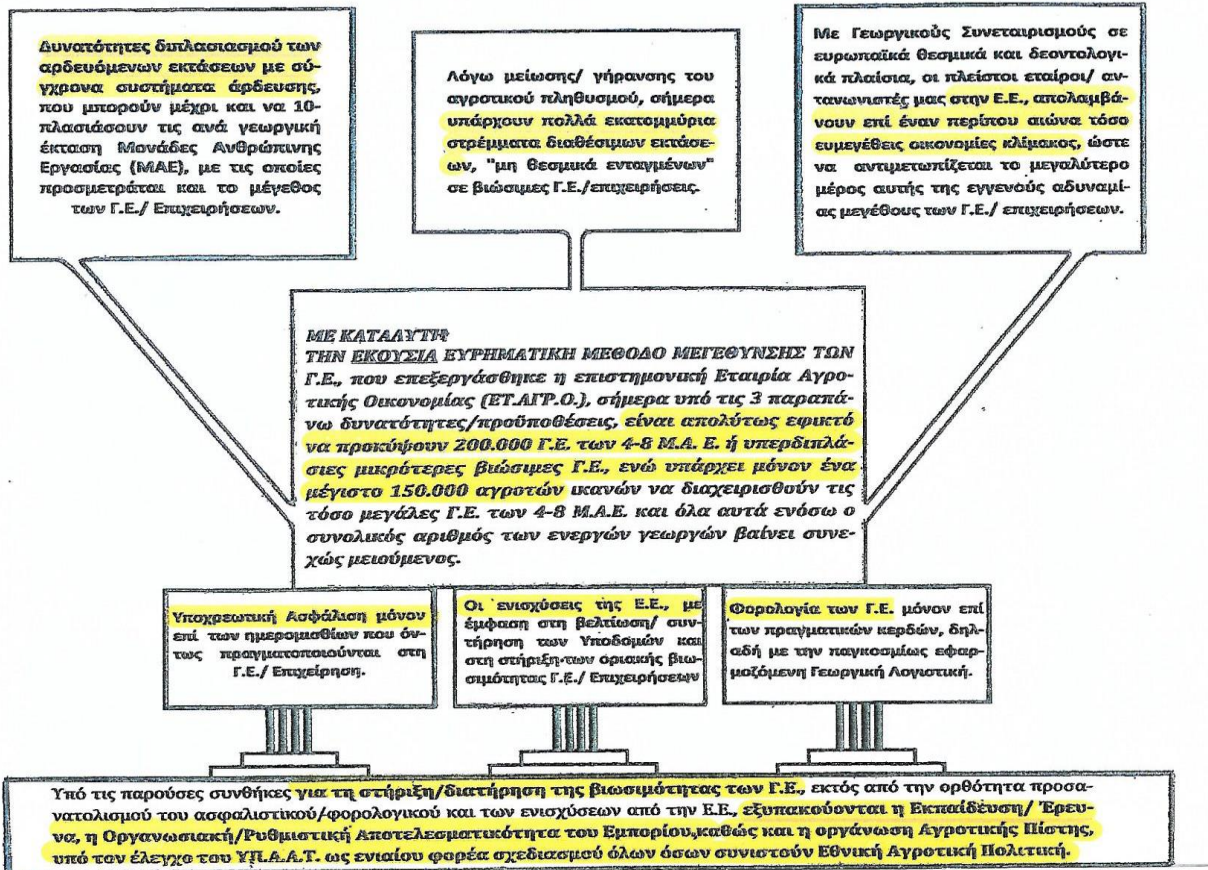 Δυνατότητες διπλασιασμού των
αρδευόμενων εκτάσεων με σύ-
γχρονα συστήματα άρδευσης,
που μπορούν μέχρι και να 10-
πλασιάσουν τις ανά γεωργική
έκταση Μονάδες Ανθρώπινης
Εργασίας (ΜΑΕ), με τις οποίες
προσμετράται και το μέγεθος
των Γ.Ε./ Επιχειρήσεων.
Λόγω μείωσης/ γήρανσης του
αγροτικού πληθυσμού, σήμερα
υπάρχουν πολλά εκατομμύρια
στρέμματα διαθέσιμων εκτάσε-
ων, "μη θεσμικά ενταγμένων"
σε βιώσιμες Γ.Ε./επιχειρήσεις.
Με Γεωργικούς Συνεταιρισμούς σε
ευρωπαϊκά θεσμικά και δεοντολογι-
κά πλαίσια, οι πλείστοι εταίροι/ αν-
τανωνιστές μας στην Ε.Ε., απολαμβά-
νουν επί έναν περίπου αιώνα τόσο
ευμεγέθεις οικονομίες κλίμακος, ώστε
να αντιμετωπίζεται το μεγαλύτερο
μέρος αυτής της εγγενούς αδυναμί-
ας μεγέθους των Γ.Ε./ επιχειρήσεων.
ΜΕ ΚΑΤΑΛΥΤΗ
ΤΗΝ ΕΚΟΥΣΙΑ ΕΥΡΗΜΑΤΙΚΗ ΜΕΘΟΔΟ ΜΕΓΕΘΥΝΣΗΣ ΤΩΝ
Γ.Ε., που επεξεργάσθηκε η επιστημονική Εταιρία Αγρο-
τικής Οικονομίας (ΕΤ.ΑΓΡ.Ο.), σήμερα υπό τις 3 παραπά-
νω δυνατότητες/προϋποθέσεις, είναι απολύτως εφικτό
να προκύψουν 200.000 Γ.Ε. των 4-8 Μ.Α. Ε. ή υπερδιπλά-
σιες μικρότερες βιώσιμες Γ.Ε., ενώ υπάρχει μόνον ένα
μέγιστο 150.000 αγροτών ικανών να διαχειρισθούν τις
τόσο μεγάλες Γ.Ε. των 4-8 Μ.Α.Ε. και όλα αυτά ενόσω ο
συνολικός αριθμός των ενεργών γεωργών βαίνει συνε-
χώς μειούμενος.
Υποχρεωτική Ασφάλιση μόνον
επί των ημερομισθίων που όν-
τως πραγματοποιούνται στη
Γ.Ε./ Επιχείρηση.
Οι ενισχύσεις της Ε.Ε., με
έμφαση στη βελτίωση/ συν-
τήρηση των Υποδομών και
στη στήριξη των οριακής βιω-
σιμότητας Γ.Ε./ Επιχειρήσεων
Φορολογία των Γ.Ε. μόνον επί
των πραγματικών κερδών, δηλ-
αδή με την παγκοσμίως εφαρ-
μοζόμενη Γεωργική Λογιστική.
Υπό τις παρούσες συνθήκες για τη στήριξη/διατήρηση της βιωσιμότητας των Γ.Ε., εκτός από την ορθότητα προσα-
νατολισμού του ασφαλιστικού/φορολογικού και των ενισχύσεων από την Ε.Ε., εξυπακούονται η Εκπαίδευση/ Έρευ-
να, η Οργανωσιακή/Ρυθμιστική Αποτελεσματικότητα του Εμπορίου,καθώς και η οργάνωση Αγροτικής Πίστης,
υπό τον έλεγχο του ΥΠ.Α.Α.Τ. ως ενιαίου φορέα σχεδιασμού όλων όσων συνιστούν Εθνική Αγροτική Πολιτική.